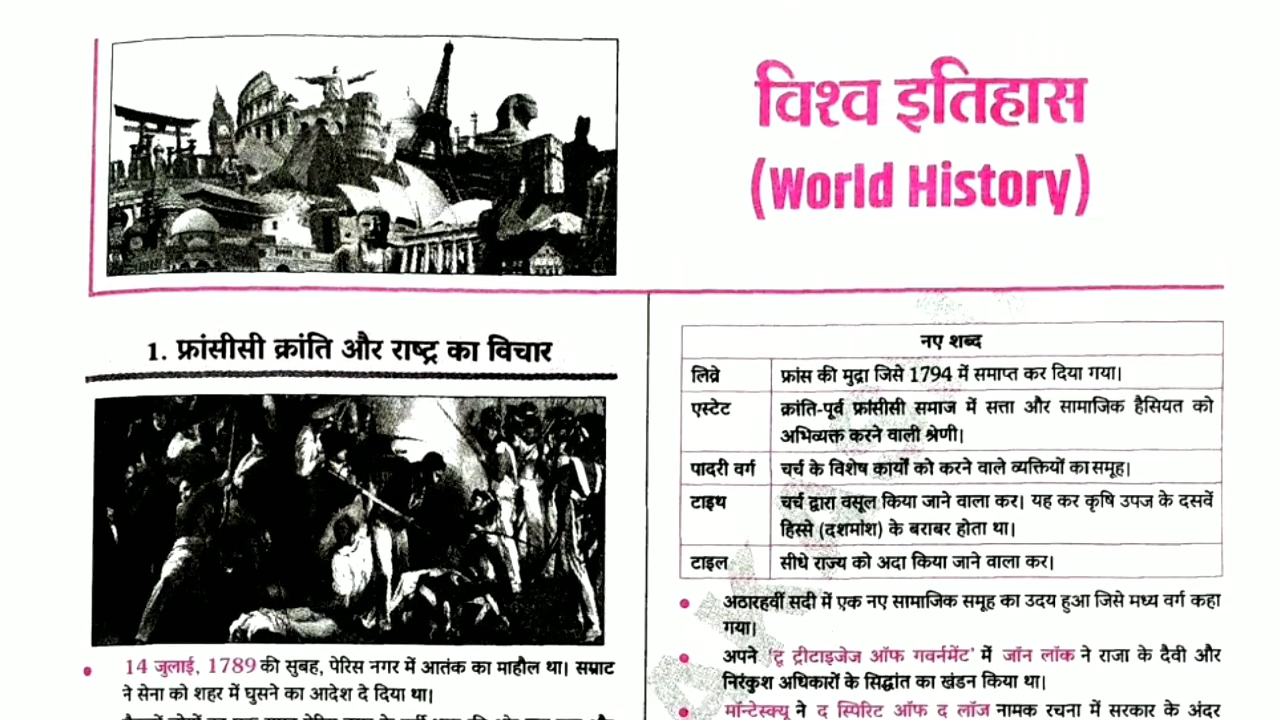 विश्व इतिहास
(World History)
1. फ्रांसीसी क्रांति और राष्ट्र का विचार
14 जुलाई, 1789 की सुबह, पेरिस नगर में आतंक का माहौल था। सम्राट
ने सेना को शहर में घुसने का आदेश दे दिया था।
नए शब्द
लिव्रे फ्रांस की मुद्रा जिसे 1794 में समाप्त कर दिया गया।
एस्टेट क्रांति-पूर्व फ्रांसीसी समाज में सत्ता और सामाजिक हैसियत को
अभिव्यक्त करने वाली श्रेणी।
पादरी वर्ग चर्च के विशेष कार्यों को करने वाले व्यक्तियों का समूह।
टाइथ चर्च द्वारा वसूल किया जाने वाला कर। यह कर कृषि उपज के दसवें
हिस्से (दशमांश) के बराबर होता था।
टाइल सीधे राज्य को अदा किया जाने वाला कर।
अठारहवीं सदी में एक नए सामाजिक समूह का उदय हुआ जिसे मध्य वर्ग कहा
गया।
अपने 'टू ट्रीटाइजेज ऑफ गवर्नमेंट' में जॉन लॉक ने राजा के दैवी और
निरंकुश अधिकारों के सिद्धांत का खंडन किया था।
मॉन्टेस्क्यू ने द स्पिरिट ऑफ द लॉज नामक रचना में सरकार के अंदर